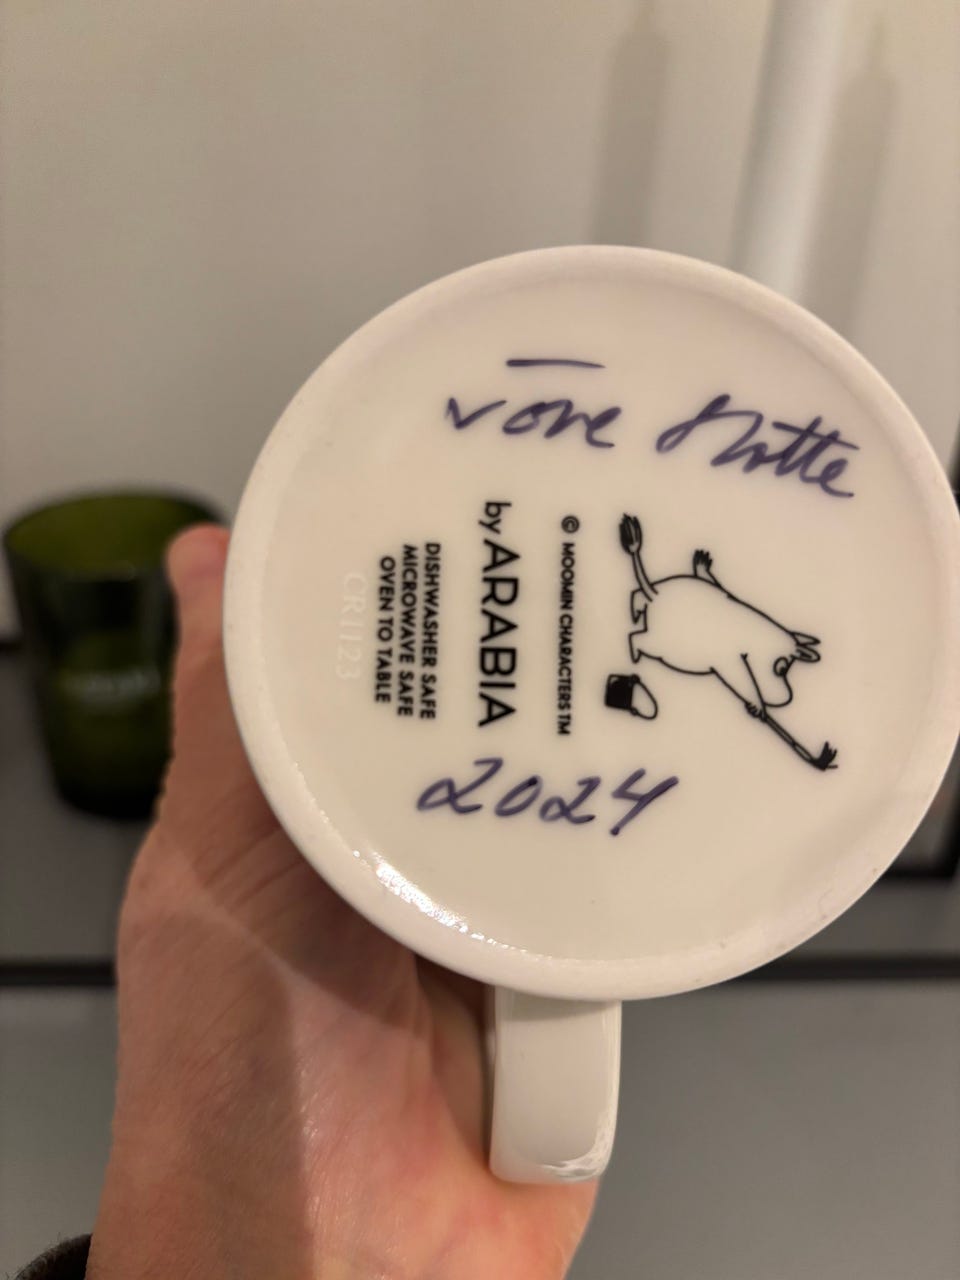 Tove Slotte
© MOOMIN CHARACTERS TM
by ARABIA
DISHWASHER SAFE
MICROWAVE SAFE
OVEN TO TABLE
CR1123
2024